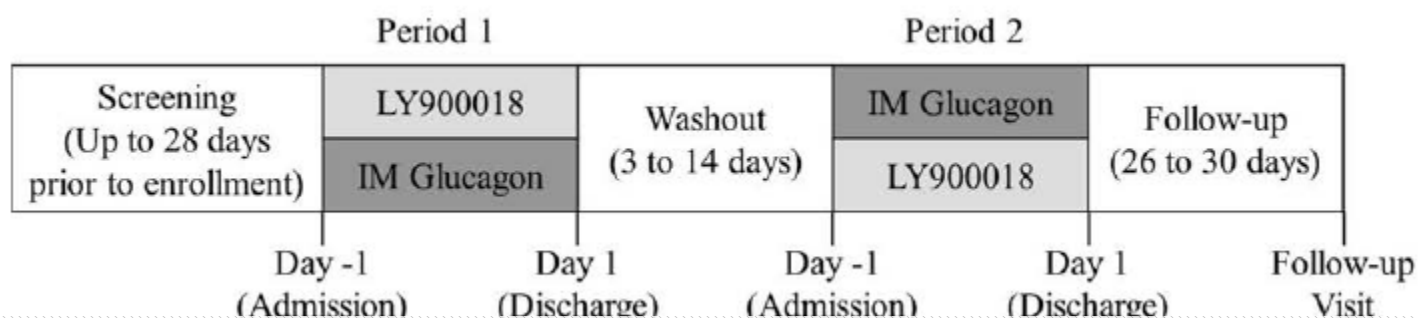 Period 1
Period 2
Screening
(Up to 28 days
prior to enrollment)
LY900018
IM Glucagon
Washout
(3 to 14 days)
IM Glucagon
LY900018
Follow-up
(26 to 30 days)
Day -1
(Admission)
Day 1
(Discharge)
Day -1
(Admission)
Day 1
(Discharge)
Follow-up
Visit